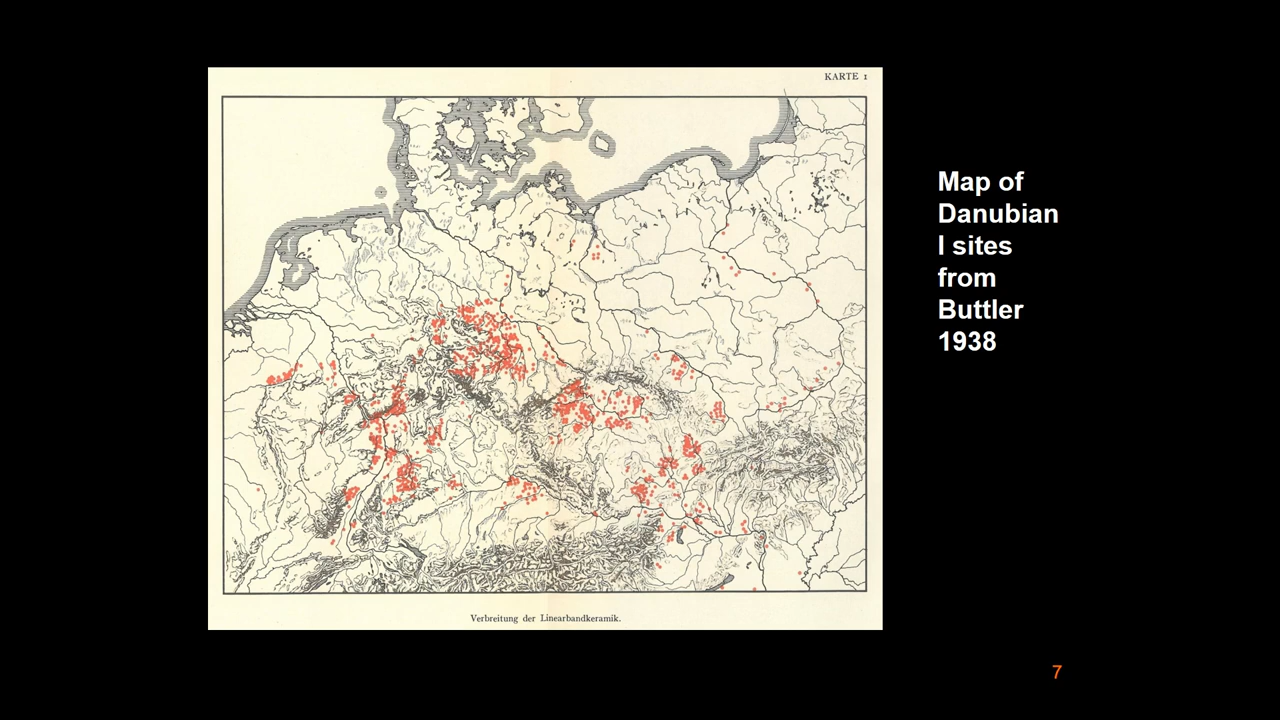 KARTE 1
Map of
Danubian
I sites
from
Buttler
1938
Verbreitung der Linearbandkeramik.
7